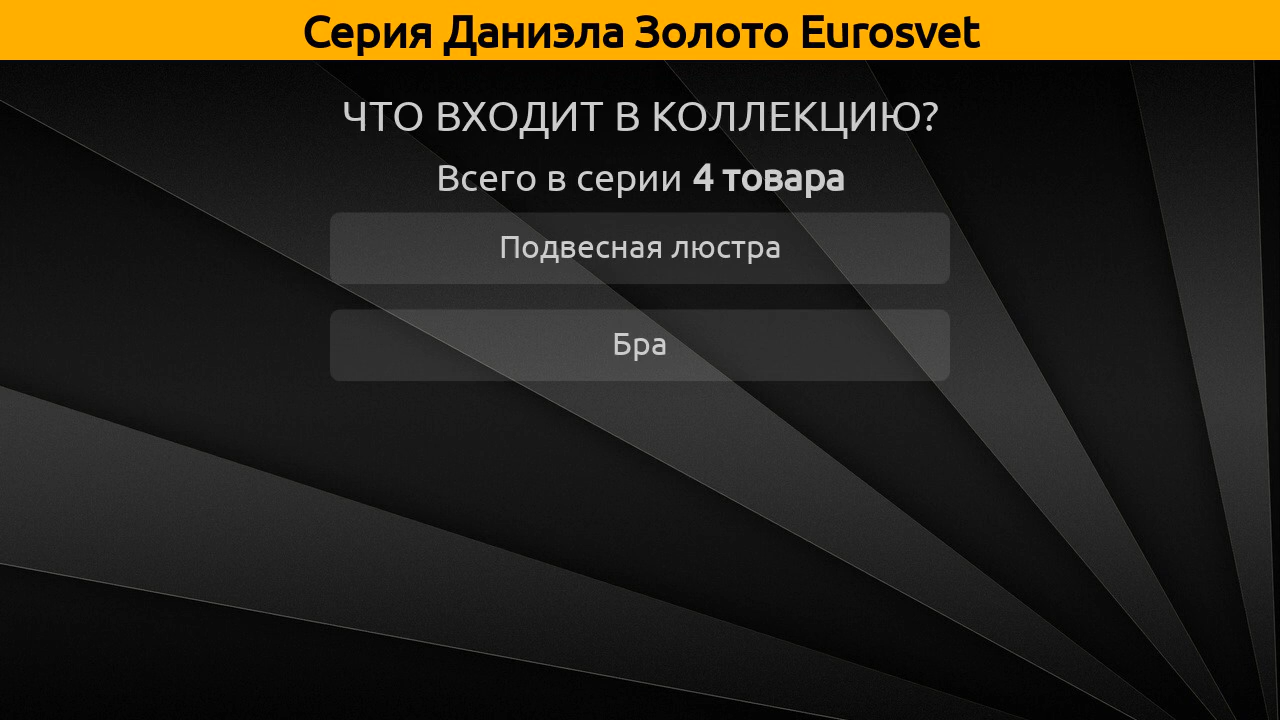 Серия Даниэла Золото Eurosvet
ЧТО ВХОДИТ В КОЛЛЕКЦИЮ?
Всего в серии 4 товара
Подвесная люстра
Бра